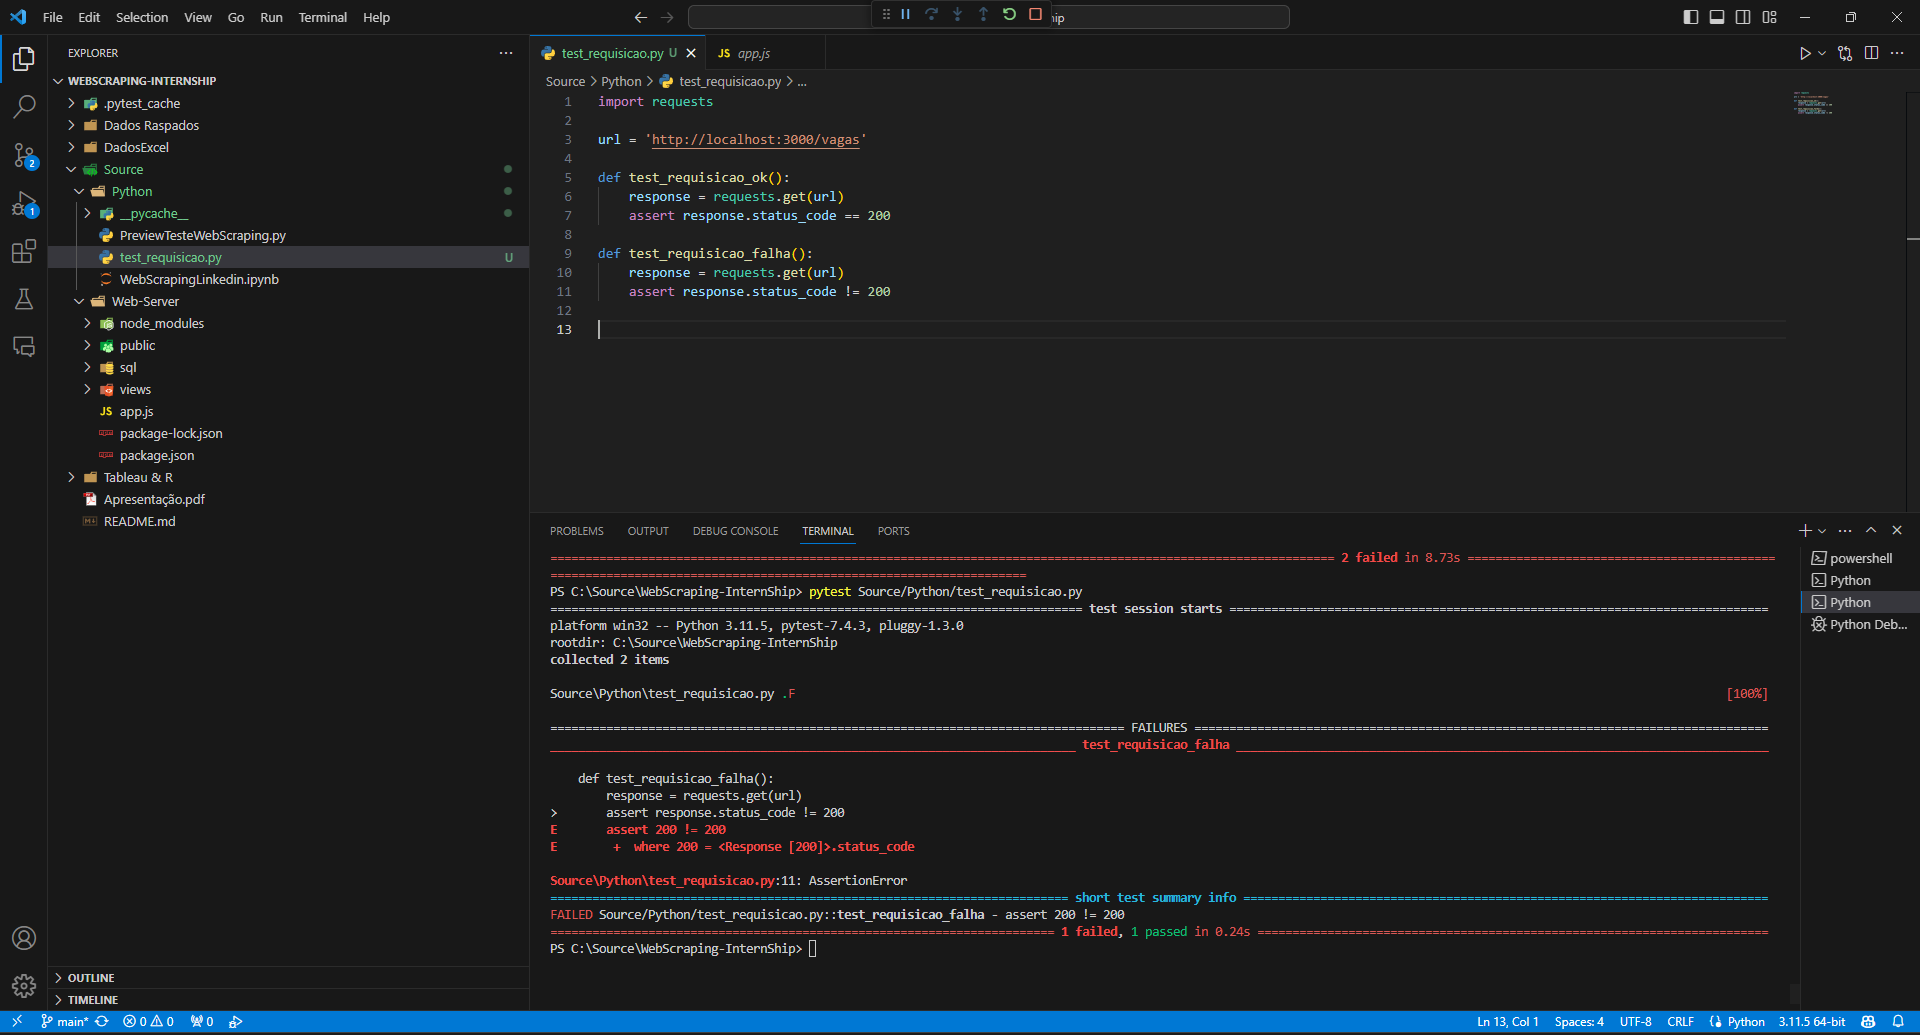 File Edit Selection View Go Run Terminal Help
hip
EXPLORER
WEBSCRAPING-INTERNSHIP
.pytest_cache
Dados Raspados
DadosExcel
Source
Python
__pycache__
PreviewTesteWebScraping.py
test_requisicao.py U
WebScrapingLinkedin.ipynb
Web-Server
node_modules
public
sql
views
JS app.js
package-lock.json
package.json
Tableau & R
Apresentação.pdf
README.md
OUTLINE
TIMELINE
2
1
test_requisicao.py U
JS app.js
Source > Python > test_requisicao.py > ...
1 import requests
2
3 url = 'http://localhost:3000/vagas'
4
5 def test_requisicao_ok():
6     response = requests.get(url)
7     assert response.status_code == 200
8
9 def test_requisicao_falha():
10     response = requests.get(url)
11     assert response.status_code != 200
12
13
PROBLEMS OUTPUT DEBUG CONSOLE TERMINAL PORTS
================ 2 failed in 8.73s ================
================
PS C:\Source\WebScraping-InternShip> pytest Source/Python/test_requisicao.py
================ test session starts ================
platform win32 -- Python 3.11.5, pytest-7.4.3, pluggy-1.3.0
rootdir: C:\Source\WebScraping-InternShip
collected 2 items
Source\Python\test_requisicao.py .F [100%]
================ FAILURES ================
________________ test_requisicao_falha ________________
    def test_requisicao_falha():
        response = requests.get(url)
>       assert response.status_code != 200
E       assert 200 != 200
E        +  where 200 = <Response [200]>.status_code
Source\Python\test_requisicao.py:11: AssertionError
================ short test summary info ================
FAILED Source/Python/test_requisicao.py::test_requisicao_falha - assert 200 != 200
================ 1 failed, 1 passed in 0.24s ================
PS C:\Source\WebScraping-InternShip>
powershell
Python
Python
Python Deb...
main* 0 0 0 Ln 13, Col 1 Spaces: 4 UTF-8 CRLF Python 3.11.5 64-bit